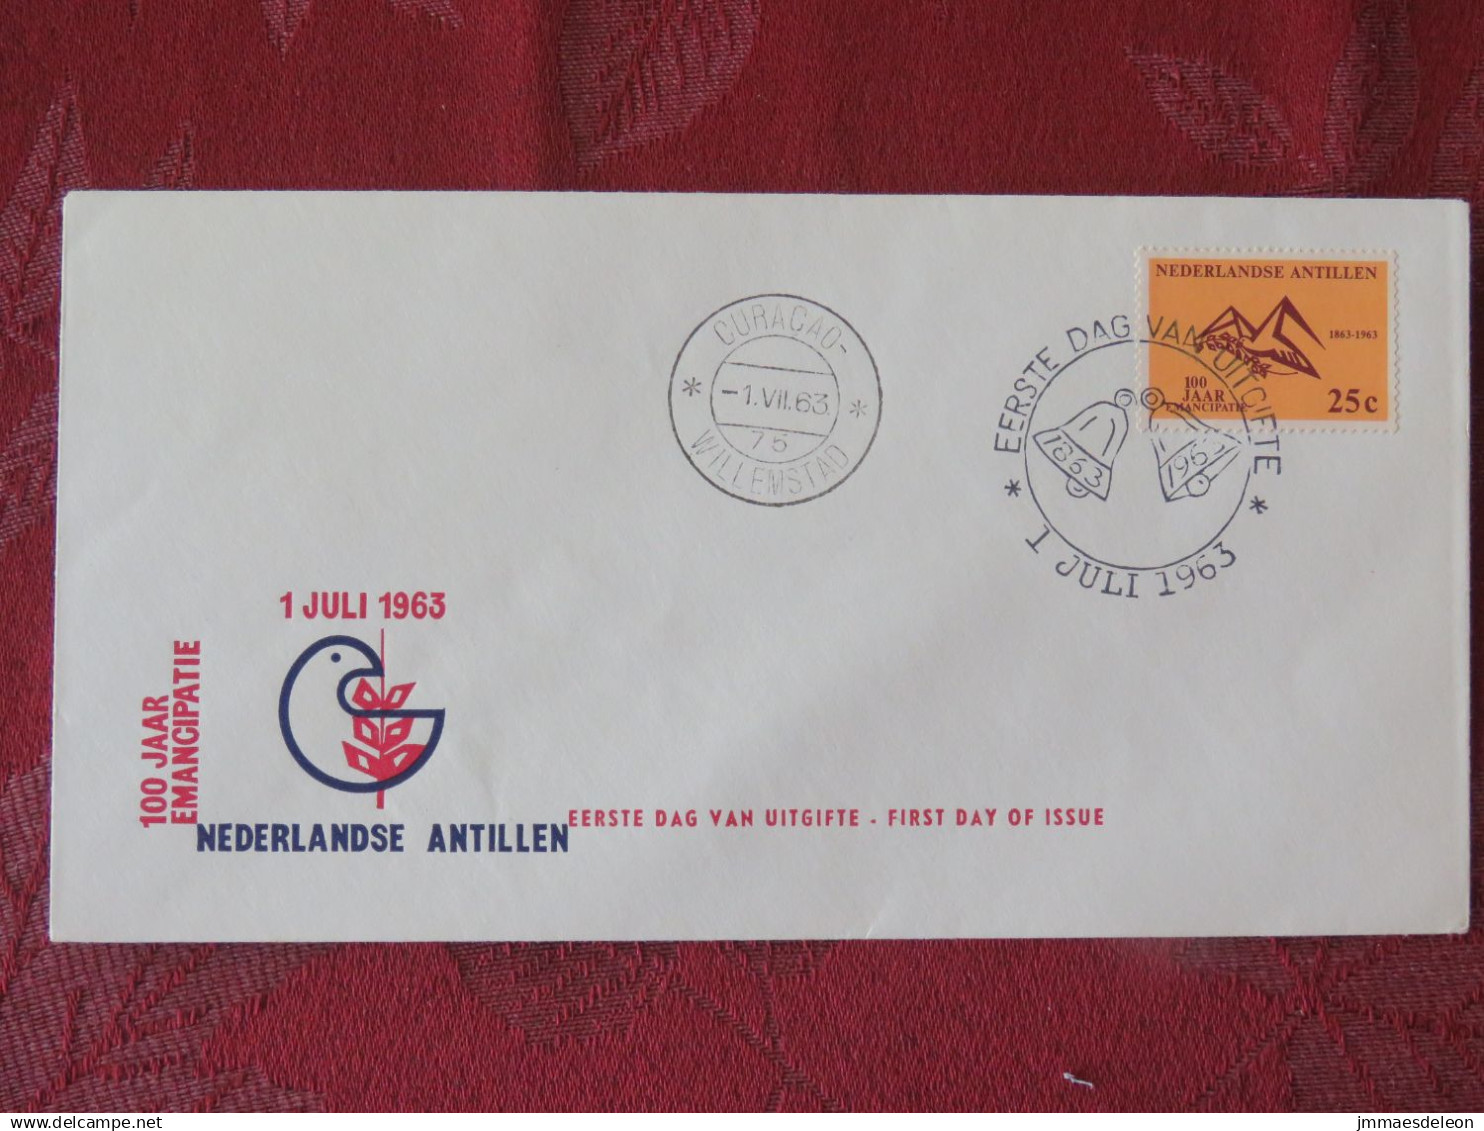 NEDERLANDSE ANTILLEN
1863-1963
100
JAAR
EMANCIPATIE
25c
CURACAO-
-1.VII.63.
75
WILLEMSTAD
EERSTE DAG VAN UITGIFTE
1863
1963
1 JULI 1963
1 JULI 1963
100 JAAR
EMANCIPATIE
NEDERLANDSE ANTILLEN
EERSTE DAG VAN UITGIFTE - FIRST DAY OF ISSUE
delcampe.net
jmmaesdeleon